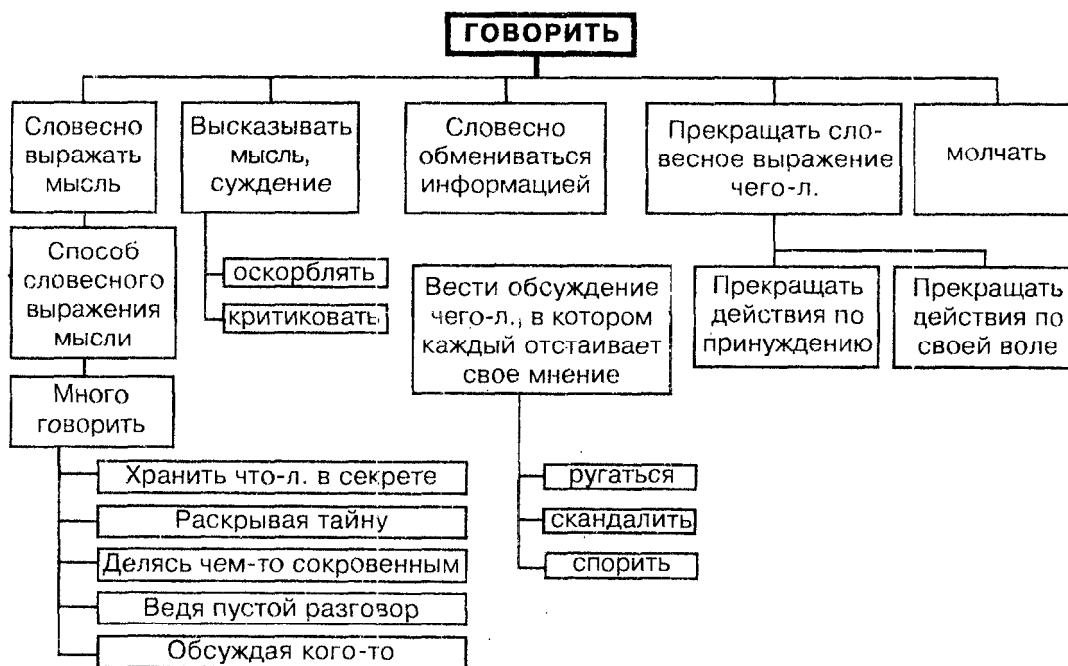 ГОВОРИТЬ
Словесно
выражать
мысль
Высказывать
мысль,
суждение
Словесно
обмениваться
информацией
Прекращать сло-
весное выражение
чего-л.
молчать
Способ
словесного
выражения
мысли
оскорблять
критиковать
Вести обсуждение
чего-л., в котором
каждый отстаивает
свое мнение
Прекращать
действия по
принуждению
Прекращать
действия по
своей воле
Много
говорить
Хранить что-л. в секрете
Раскрывая тайну
Делясь чем-то сокровенным
Ведя пустой разговор
Обсуждая кого-то
ругаться
скандалить
спорить